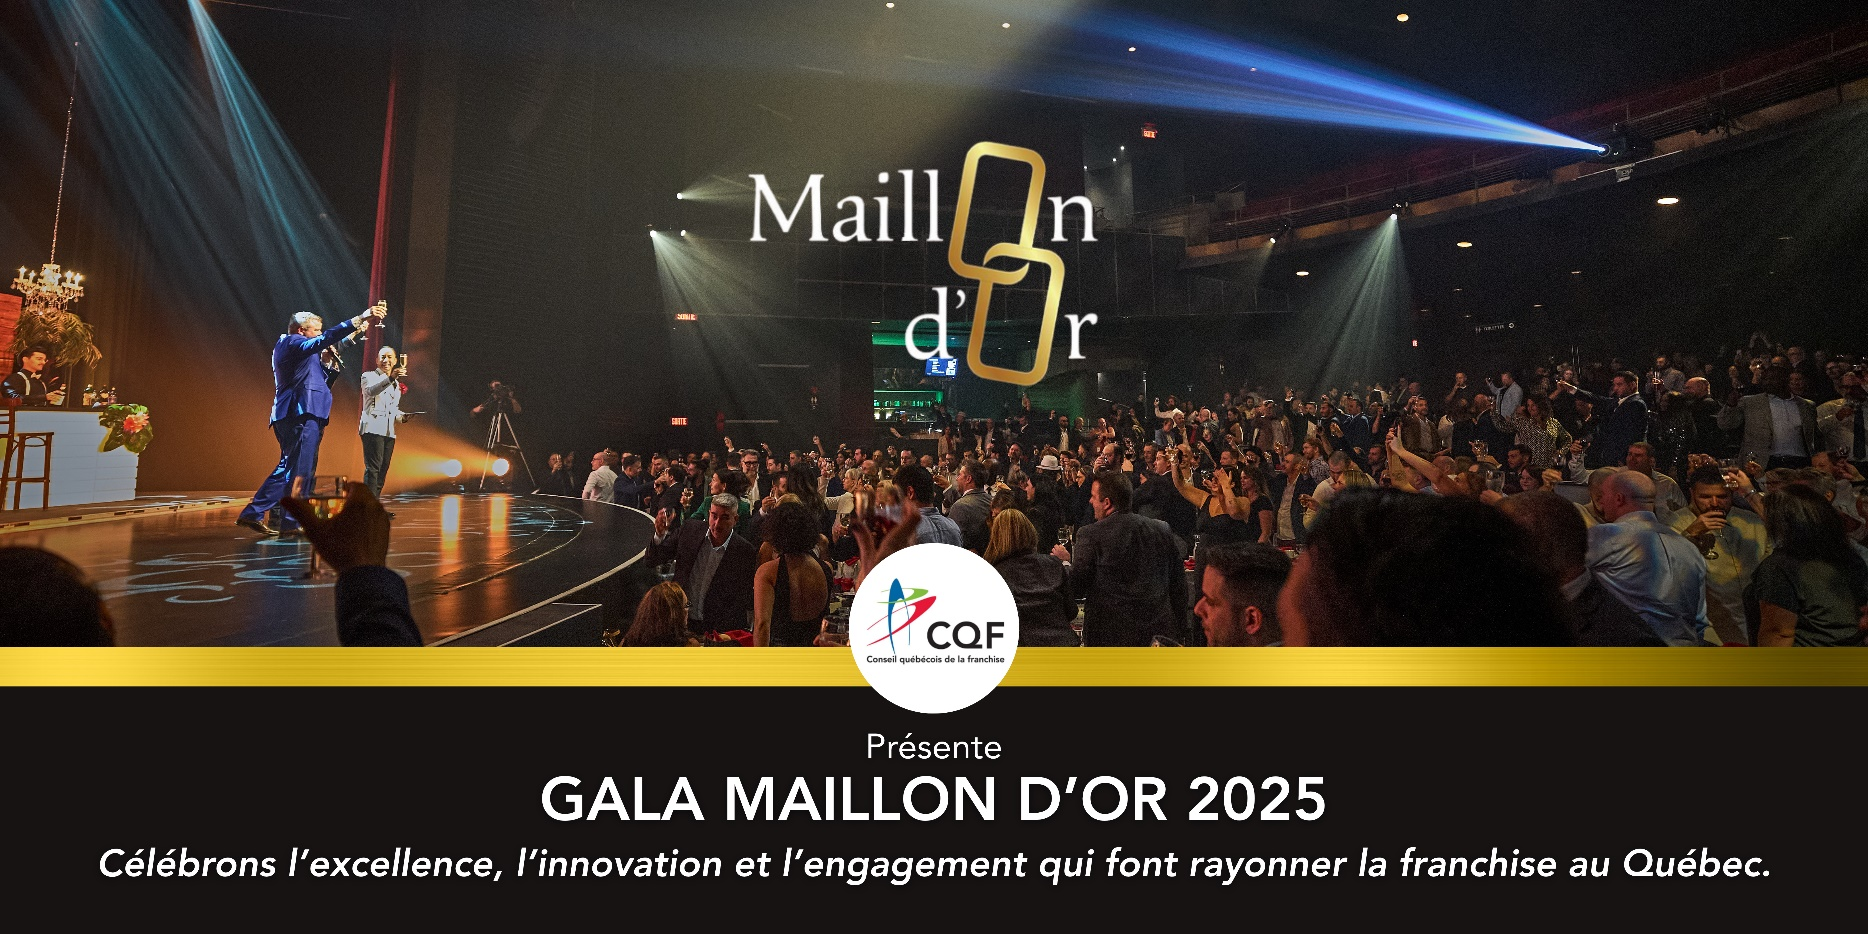 Maillon
d'Or
SORTIE
CQF
Conseil québécois de la franchise
Présente
GALA MAILLON D'OR 2025
Célébrons l'excellence, l'innovation et l'engagement qui font rayonner la franchise au Québec.